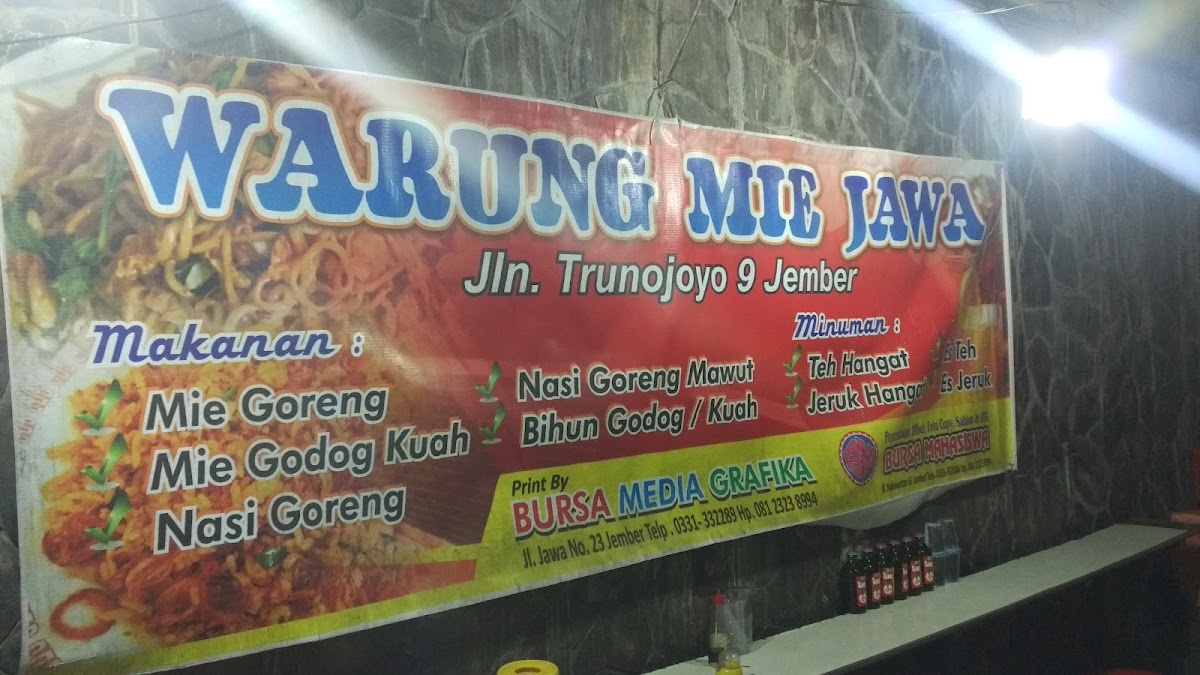 WARUNG MIE JAWA
Jln. Trunojoyo 9 Jember
Makanan :
Mie Goreng
Mie Godog Kuah
Nasi Goreng
Nasi Goreng Mawut
Bihun Godog / Kuah
Minuman :
Teh Hangat
Es Teh
Jeruk Hangat
Es Jeruk
Print By
BURSA MEDIA GRAFIKA
Jl. Jawa No. 23 Jember Telp. 0331- 332289 Hp. 081 2323 8994
BURSA MAHASISWA